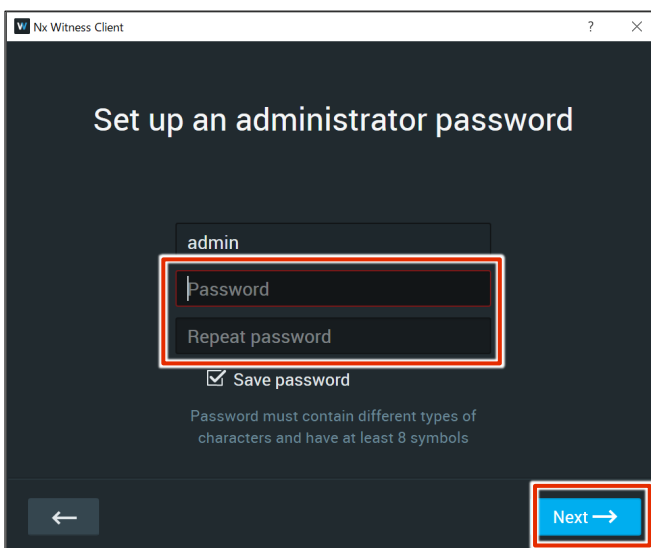 Nx Witness Client
Set up an administrator password
admin
Password
Repeat password
Save password
Password must contain different types of
characters and have at least 8 symbols
Next